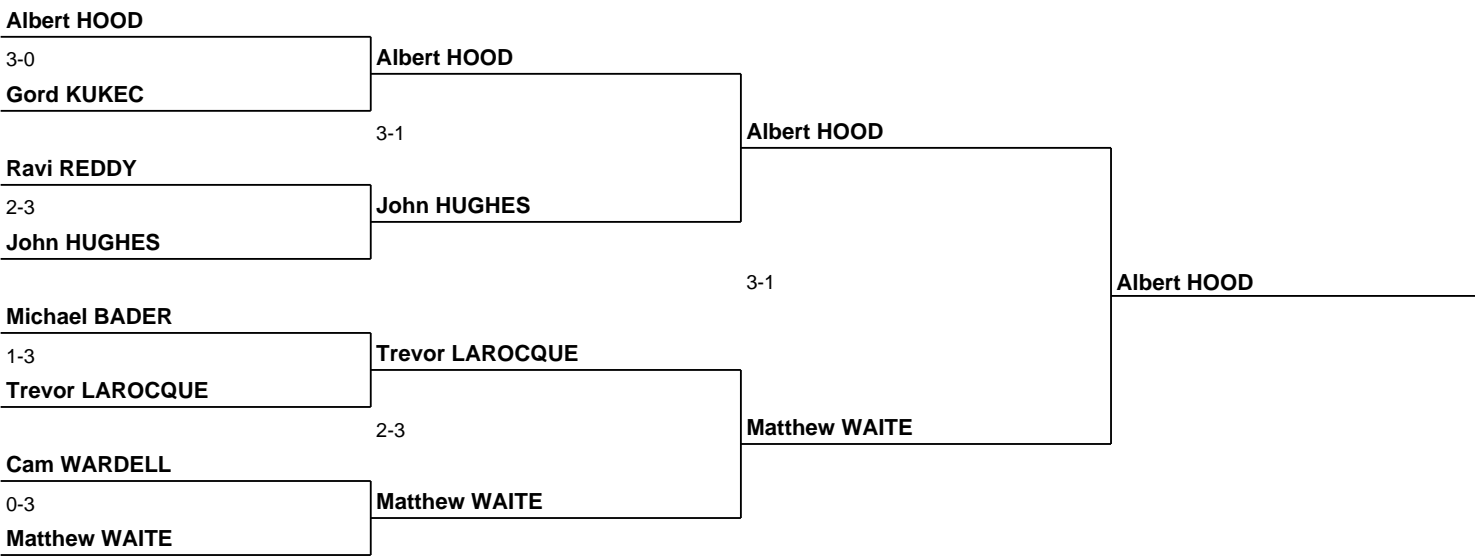 Albert HOOD
3-0
Gord KUKEC
Ravi REDDY
2-3
John HUGHES
Michael BADER
1-3
Trevor LAROCQUE
Cam WARDELL
0-3
Matthew WAITE
Albert HOOD
3-1
John HUGHES
Trevor LAROCQUE
2-3
Matthew WAITE
Albert HOOD
3-1
Matthew WAITE
Albert HOOD